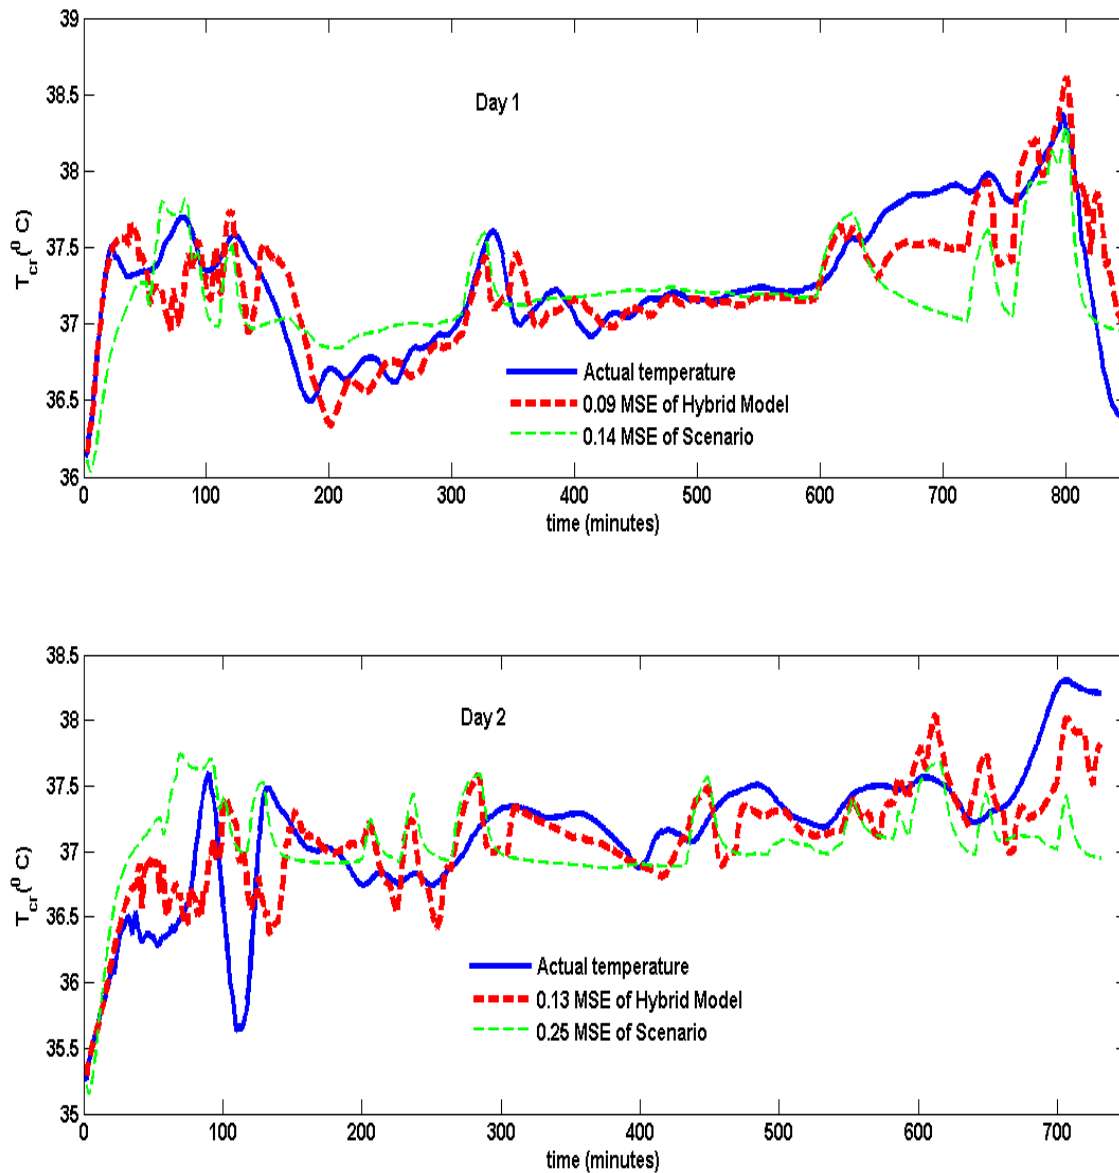 39
38.5
38
37.5
37
36.5
36
T_cr(⁰ C)
Day 1
Actual temperature
0.09 MSE of Hybrid Model
0.14 MSE of Scenario
0 100 200 300 400 500 600 700 800
time (minutes)
38.5
38
37.5
37
36.5
36
35.5
35
T_cr(⁰ C)
Day 2
Actual temperature
0.13 MSE of Hybrid Model
0.25 MSE of Scenario
0 100 200 300 400 500 600 700
time (minutes)